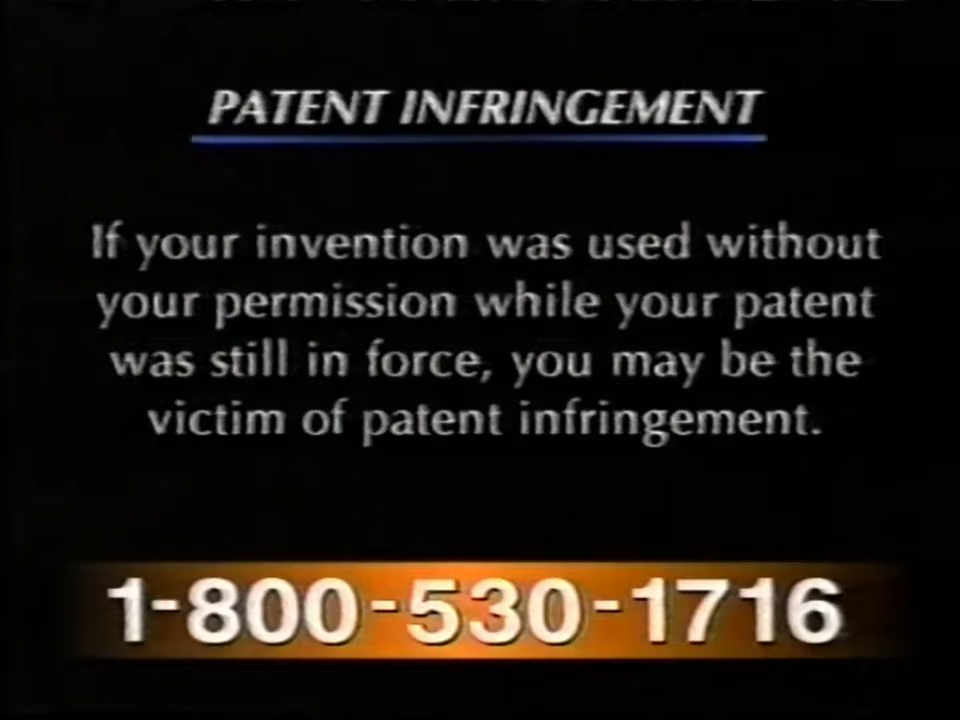 PATENT INFRINGEMENT
If your invention was used without
your permission while your patent
was still in force, you may be the
victim of patent infringement.
1-800-530-1716